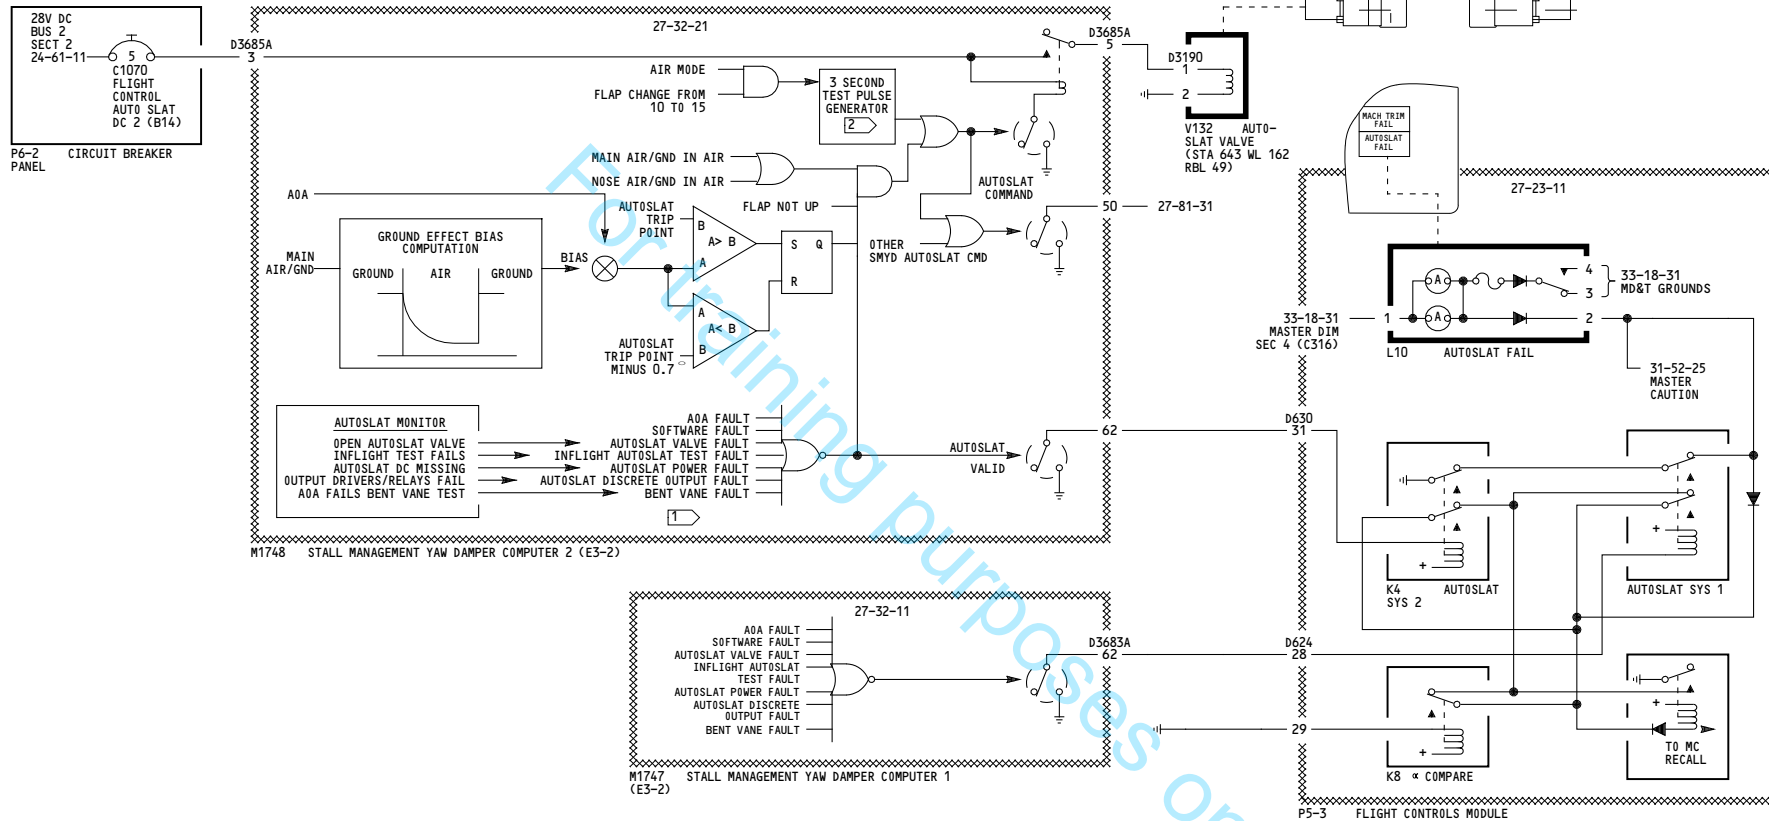 28V DC
BUS 2
SECT 2
24-61-11
5
C1070
FLIGHT
CONTROL
AUTO SLAT
DC 2 (B14)
P6-2 CIRCUIT BREAKER
PANEL
27-32-21
D3685A
3
AIR MODE
FLAP CHANGE FROM
10 TO 15
3 SECOND
TEST PULSE
GENERATOR
2
MAIN AIR/GND IN AIR
NOSE AIR/GND IN AIR
FLAP NOT UP
AUTOSLAT
COMMAND
OTHER
SMYD AUTOSLAT CMD
D3685A
5
50
27-81-31
AOA
MAIN
AIR/GND
GROUND EFFECT BIAS
COMPUTATION
GROUND AIR GROUND
BIAS
AUTOSLAT
TRIP
POINT
B
A> B
A
S Q
R
A
A< B
B
AUTOSLAT
TRIP POINT
MINUS 0.7°
AUTOSLAT MONITOR
OPEN AUTOSLAT VALVE
INFLIGHT TEST FAILS
AUTOSLAT DC MISSING
OUTPUT DRIVERS/RELAYS FAIL
AOA FAILS BENT VANE TEST
AOA FAULT
SOFTWARE FAULT
AUTOSLAT VALVE FAULT
INFLIGHT AUTOSLAT TEST FAULT
AUTOSLAT POWER FAULT
AUTOSLAT DISCRETE OUTPUT FAULT
BENT VANE FAULT
1
AUTOSLAT
VALID
62
M1748 STALL MANAGEMENT YAW DAMPER COMPUTER 2 (E3-2)
27-32-11
AOA FAULT
SOFTWARE FAULT
AUTOSLAT VALVE FAULT
INFLIGHT AUTOSLAT
TEST FAULT
AUTOSLAT POWER FAULT
AUTOSLAT DISCRETE
OUTPUT FAULT
BENT VANE FAULT
D3683A
62
M1747 STALL MANAGEMENT YAW DAMPER COMPUTER 1
(E3-2)
D3190
1
2
V132 AUTO-
SLAT VALVE
(STA 643 WL 162
RBL 49)
MACH TRIM
FAIL
AUTOSLAT
FAIL
27-23-11
33-18-31
MASTER DIM
SEC 4 (C316)
1
A
A
4
3
2
33-18-31
MD&T GROUNDS
L10 AUTOSLAT FAIL
31-52-25
MASTER
CAUTION
D630
31
+
K4 AUTOSLAT
SYS 2
+
AUTOSLAT SYS 1
D624
28
29
+
K8 ∝ COMPARE
+
TO MC
RECALL
P5-3 FLIGHT CONTROLS MODULE
For training purposes on